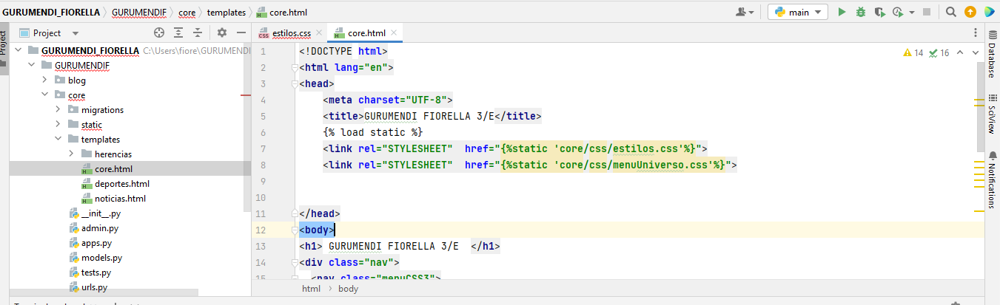 GURUMENDI_FIORELLA GURUMENDIF core templates core.html
main
Project
Project
GURUMENDI_FIORELLA C:\Users\fiore\GURUMENDI
GURUMENDIF
blog
core
migrations
static
templates
herencias
core.html
deportes.html
noticias.html
__init__.py
admin.py
apps.py
models.py
tests.py
urls.py
estilos.css
core.html
14 16
1 <!DOCTYPE html>
2 <html lang="en">
3 <head>
4 <meta charset="UTF-8">
5 <title>GURUMENDI FIORELLA 3/E</title>
6 {% load static %}
7 <link rel="STYLESHEET"  href="{%static 'core/css/estilos.css'%}">
8 <link rel="STYLESHEET"  href="{%static 'core/css/menuUniverso.css'%}">
9
10
11 </head>
12 <body>
13 <h1> GURUMENDI FIORELLA 3/E  </h1>
14 <div class="nav">
15 <nav class="menuCSS3">
html body
Database
SciView
Notifications